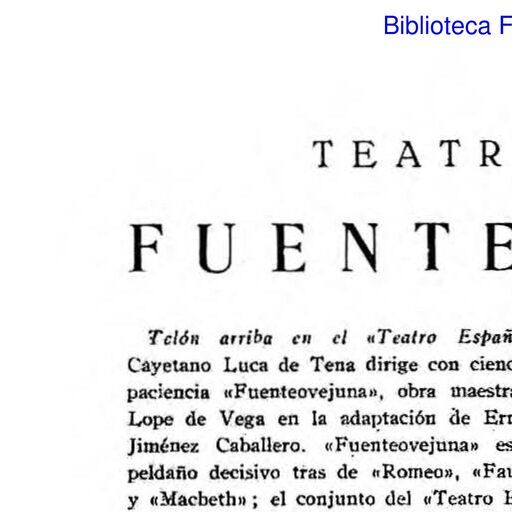 Biblioteca F
TEATR
FUENTE
Telón arriba en el «Teatro Españ
Cayetano Luca de Tena dirige con cienc
paciencia «Fuenteovejuna», obra maestra
Lope de Vega en la adaptación de Ern
Jiménez Caballero. «Fuenteovejuna» es
peldaño decisivo tras de «Romeo», «Fau
y «Macbeth»; el conjunto del «Teatro E